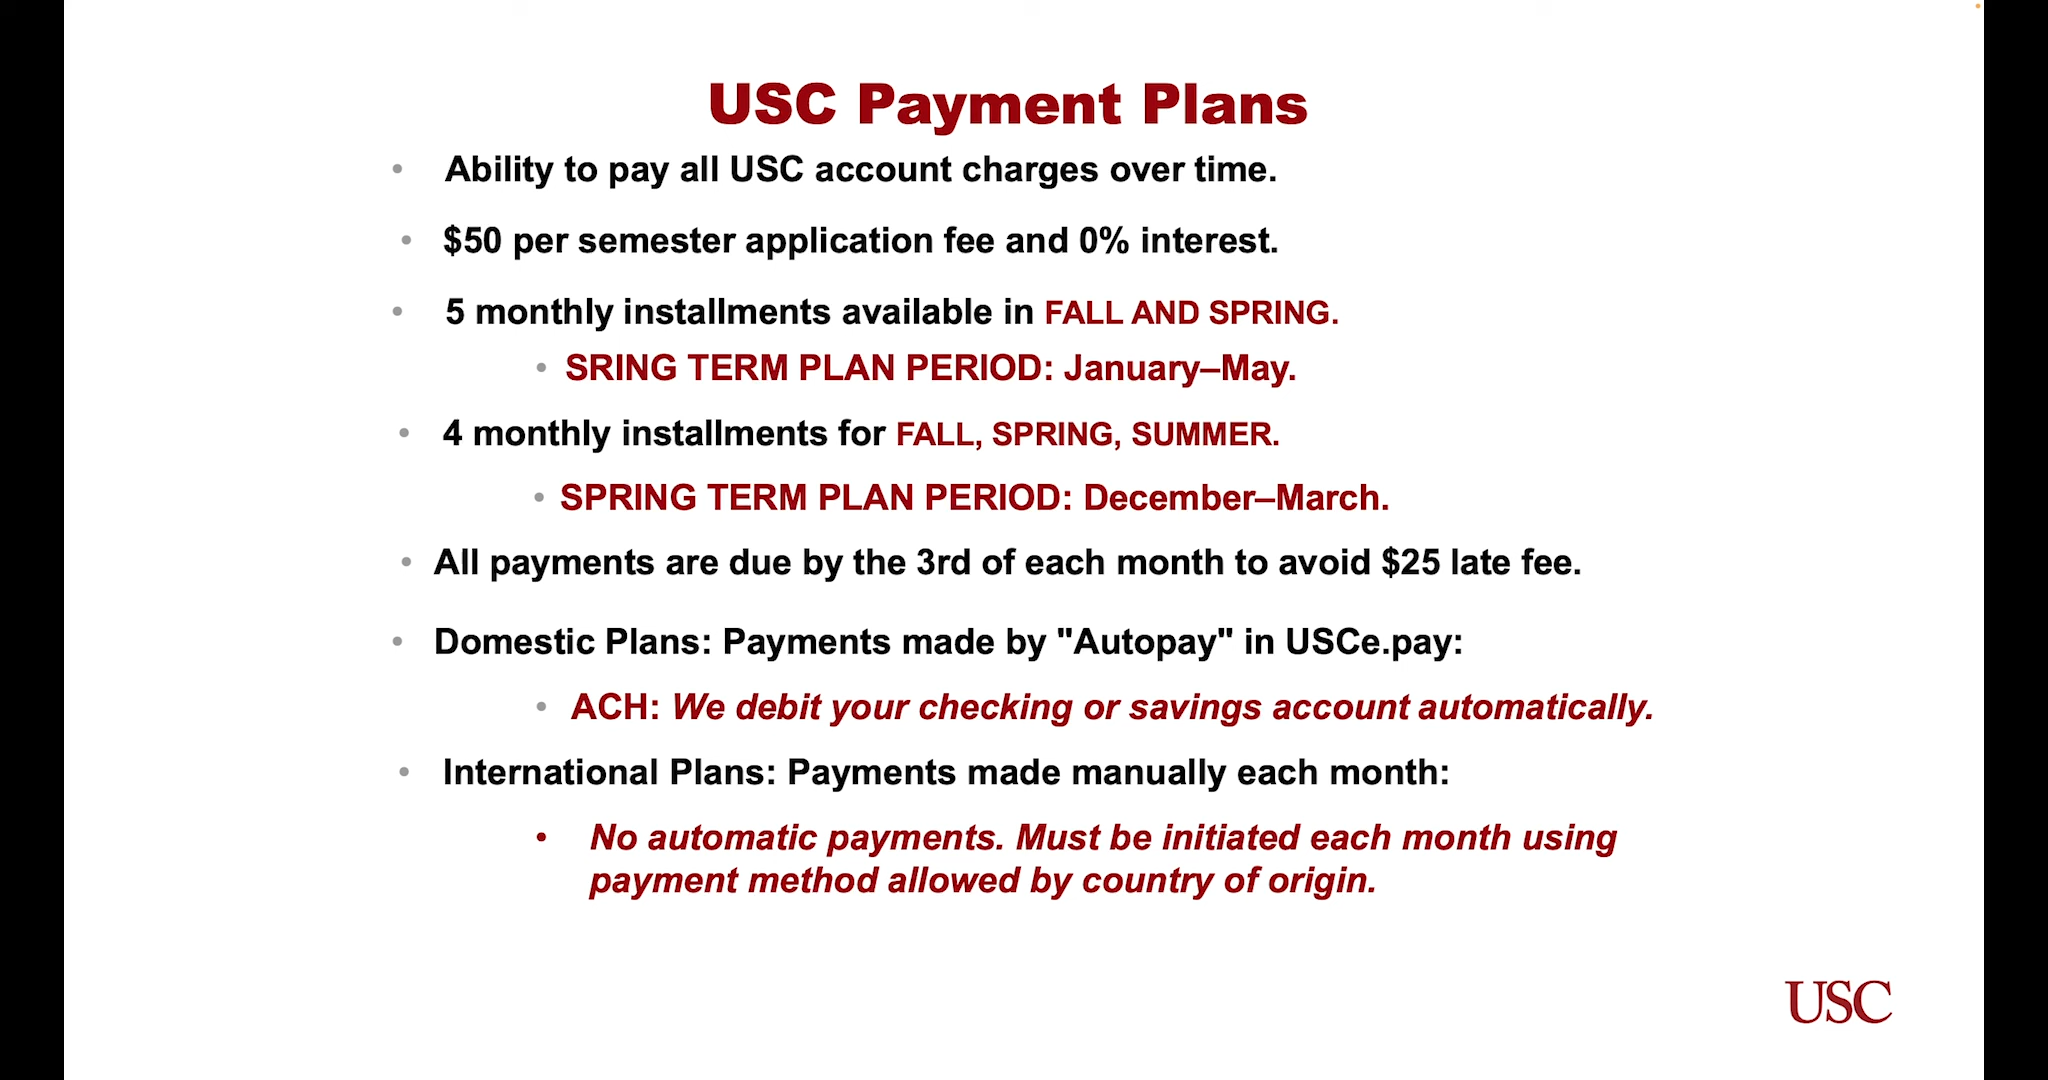 USC Payment Plans
• Ability to pay all USC account charges over time.
• $50 per semester application fee and 0% interest.
• 5 monthly installments available in FALL AND SPRING.
• SRING TERM PLAN PERIOD: January–May.
• 4 monthly installments for FALL, SPRING, SUMMER.
• SPRING TERM PLAN PERIOD: December–March.
• All payments are due by the 3rd of each month to avoid $25 late fee.
• Domestic Plans: Payments made by "Autopay" in USCe.pay:
• ACH: We debit your checking or savings account automatically.
• International Plans: Payments made manually each month:
• No automatic payments. Must be initiated each month using
payment method allowed by country of origin.
USC